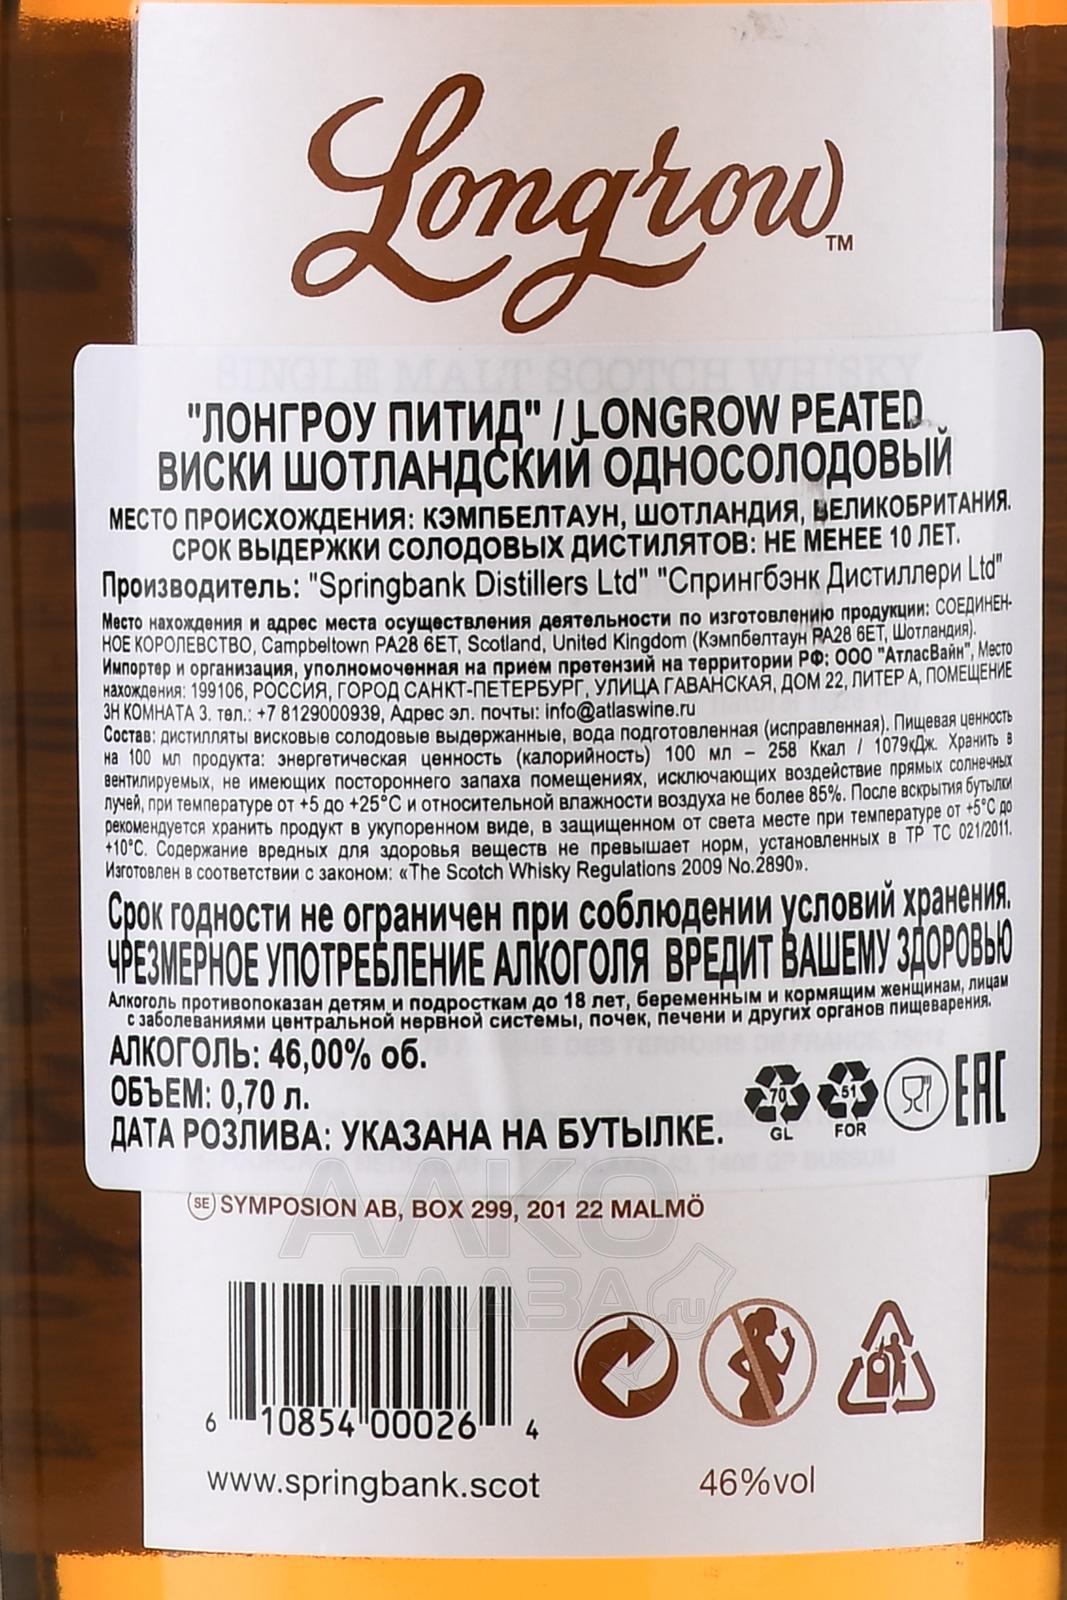 Longrow™
SINGLE MALT SCOTCH WHISKY
"ЛОНГРОУ ПИТИД" / LONGROW PEATED
ВИСКИ ШОТЛАНДСКИЙ ОДНОСОЛОДОВЫЙ
МЕСТО ПРОИСХОЖДЕНИЯ: КЭМПБЕЛТАУН, ШОТЛАНДИЯ, ВЕЛИКОБРИТАНИЯ.
СРОК ВЫДЕРЖКИ СОЛОДОВЫХ ДИСТИЛЯТОВ: НЕ МЕНЕЕ 10 ЛЕТ.
Производитель: "Springbank Distillers Ltd" "Спрингбэнк Дистиллери Ltd"
Место нахождения и адрес места осуществления деятельности по изготовлению продукции: СОЕДИНЕН-
НОЕ КОРОЛЕВСТВО, Campbeltown PA28 6ET, Scotland, United Kingdom (Кэмпбелтаун PA28 6ET, Шотландия).
Импортер и организация, уполномоченная на прием претензий на территории РФ: ООО "АтласВайн", Место
нахождения: 199106, РОССИЯ, ГОРОД САНКТ-ПЕТЕРБУРГ, УЛИЦА ГАВАНСКАЯ, ДОМ 22, ЛИТЕР А, ПОМЕЩЕНИЕ
3Н КОМНАТА 3. тел.: +7 8129000939, Адрес эл. почты: info@atlaswine.ru
Состав: дистилляты висковые солодовые выдержанные, вода подготовленная (исправленная). Пищевая ценность
на 100 мл продукта: энергетическая ценность (калорийность) 100 мл – 258 Ккал / 1079кДж. Хранить в
вентилируемых, не имеющих постороннего запаха помещениях, исключающих воздействие прямых солнечных
лучей, при температуре от +5 до +25°С и относительной влажности воздуха не более 85%. После вскрытия бутылки
рекомендуется хранить продукт в укупоренном виде, в защищенном от света месте при температуре от +5°С до
+10°С. Содержание вредных для здоровья веществ не превышает норм, установленных в ТР ТС 021/2011.
Изготовлен в соответствии с законом: «The Scotch Whisky Regulations 2009 No.2890».
Срок годности не ограничен при соблюдении условий хранения.
ЧРЕЗМЕРНОЕ УПОТРЕБЛЕНИЕ АЛКОГОЛЯ ВРЕДИТ ВАШЕМУ ЗДОРОВЬЮ
Алкоголь противопоказан детям и подросткам до 18 лет, беременным и кормящим женщинам, лицам
с заболеваниями центральной нервной системы, почек, печени и других органов пищеварения.
АЛКОГОЛЬ: 46,00% об.
ОБЪЕМ: 0,70 л.
ДАТА РОЗЛИВА: УКАЗАНА НА БУТЫЛКЕ.
70 GL 51 FOR EAC
SE SYMPOSION AB, BOX 299, 201 22 MALMÖ
АЛКО
ПЛАЗА.ru
6 10854 00026 4
www.springbank.scot 46%vol